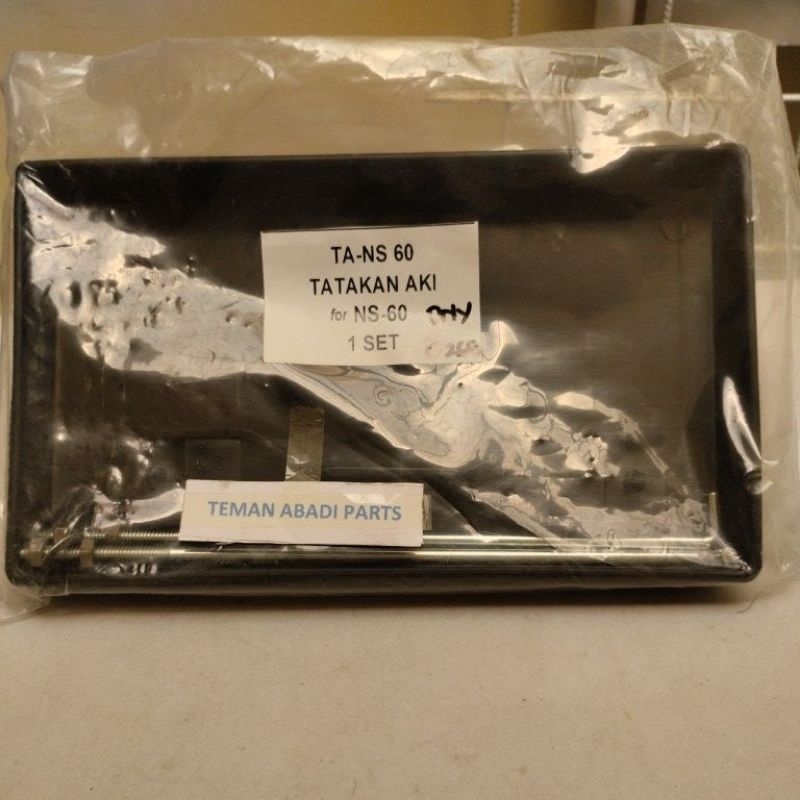 TA-NS 60
TATAKAN AKI
for NS-60
1 SET
TEMAN ABADI PARTS